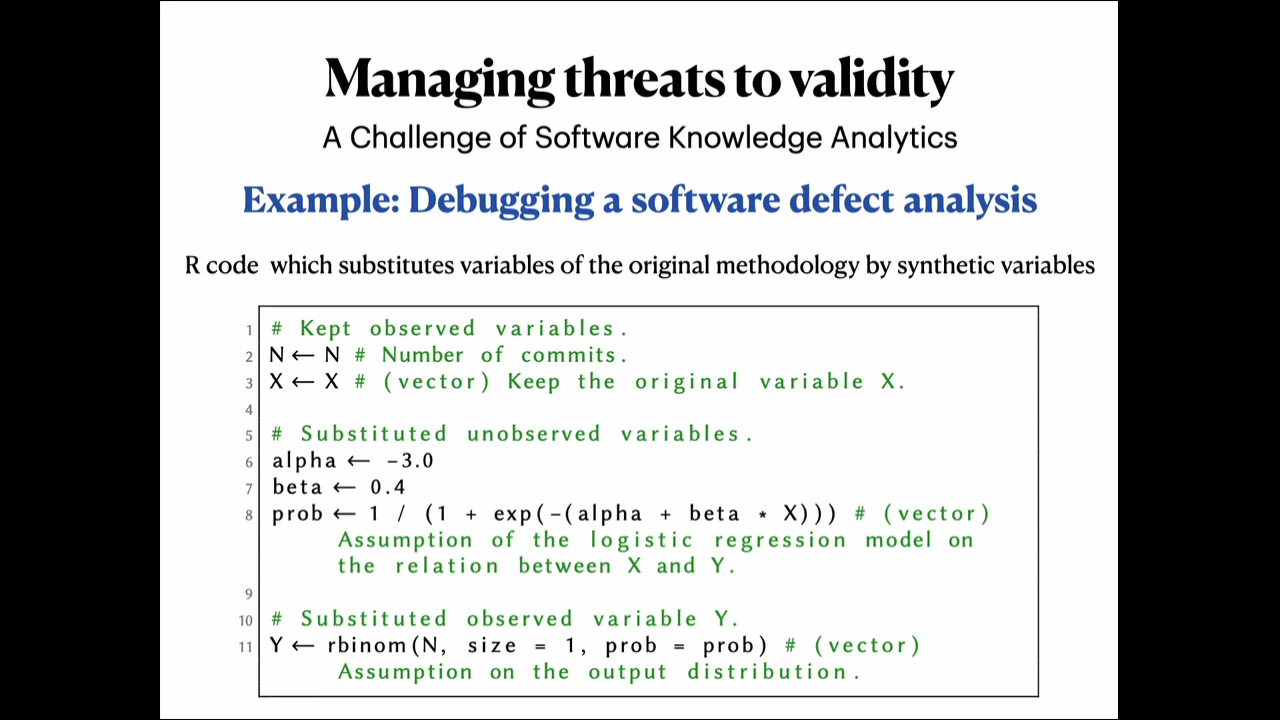 Managing threats to validity
A Challenge of Software Knowledge Analytics
Example: Debugging a software defect analysis
R code which substitutes variables of the original methodology by synthetic variables
1 # Kept observed variables.
2 N ← N # Number of commits.
3 X ← X # (vector) Keep the original variable X.
4
5 # Substituted unobserved variables.
6 alpha ← -3.0
7 beta ← 0.4
8 prob ← 1 / (1 + exp(-(alpha + beta * X))) # (vector)
Assumption of the logistic regression model on
the relation between X and Y.
9
10 # Substituted observed variable Y.
11 Y ← rbinom(N, size = 1, prob = prob) # (vector)
Assumption on the output distribution.